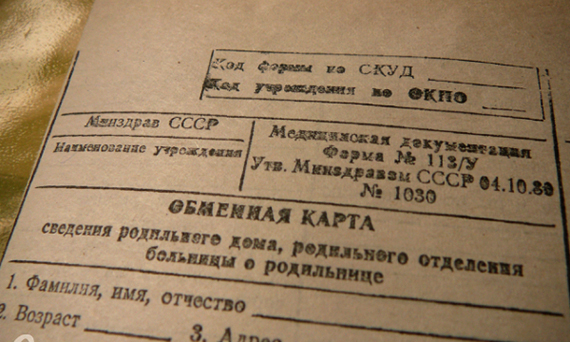 Код формы по ОКУД
Код учреждения по ОКПО
Минздрав СССР
Наименование учреждения
Медицинская документация
Форма № 113/У
Утв. Минздравом СССР 04.10.80
№ 1030
ОБМЕННАЯ КАРТА
сведения родильного дома, родильного отделения
больницы о родильнице
1. Фамилия, имя, отчество
2. Возраст
3. Адрес